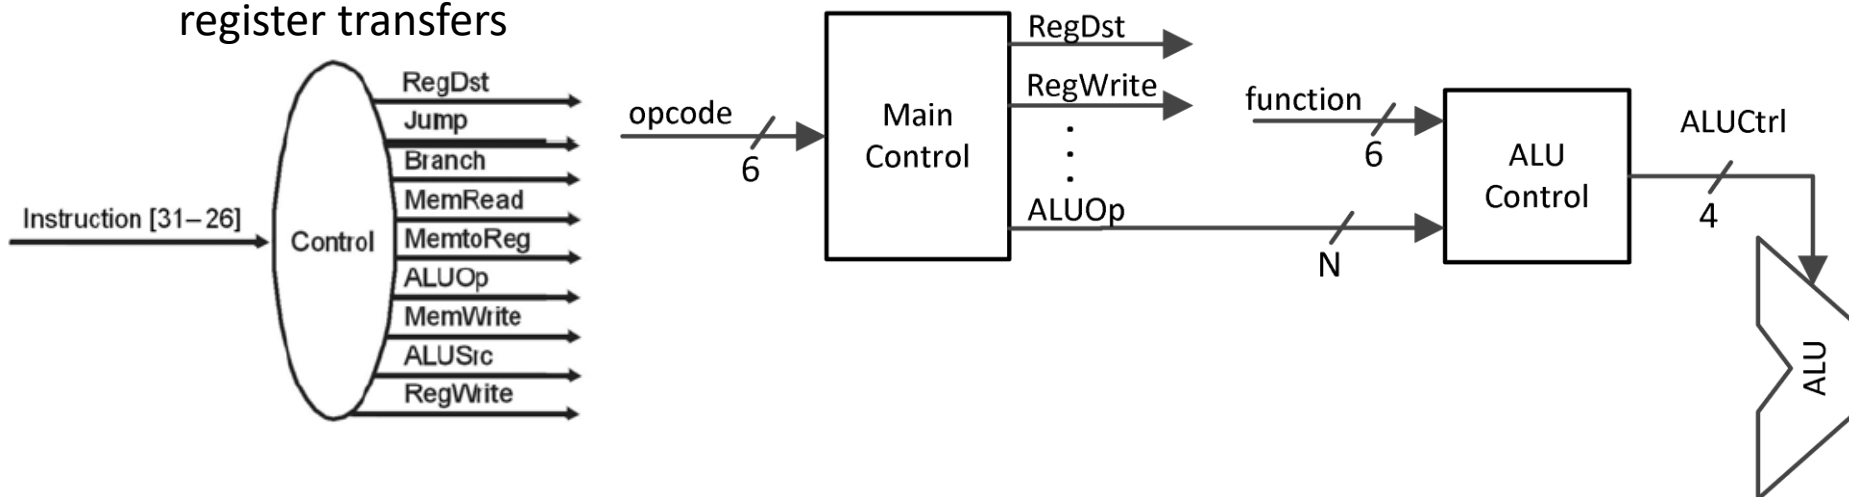 register transfers
Instruction [31–26]
Control
RegDst
Jump
Branch
MemRead
MemtoReg
ALUOp
MemWrite
ALUSrc
RegWrite
opcode
6
Main
Control
RegDst
RegWrite
ALUOp
N
function
6
ALU
Control
ALUCtrl
4
ALU